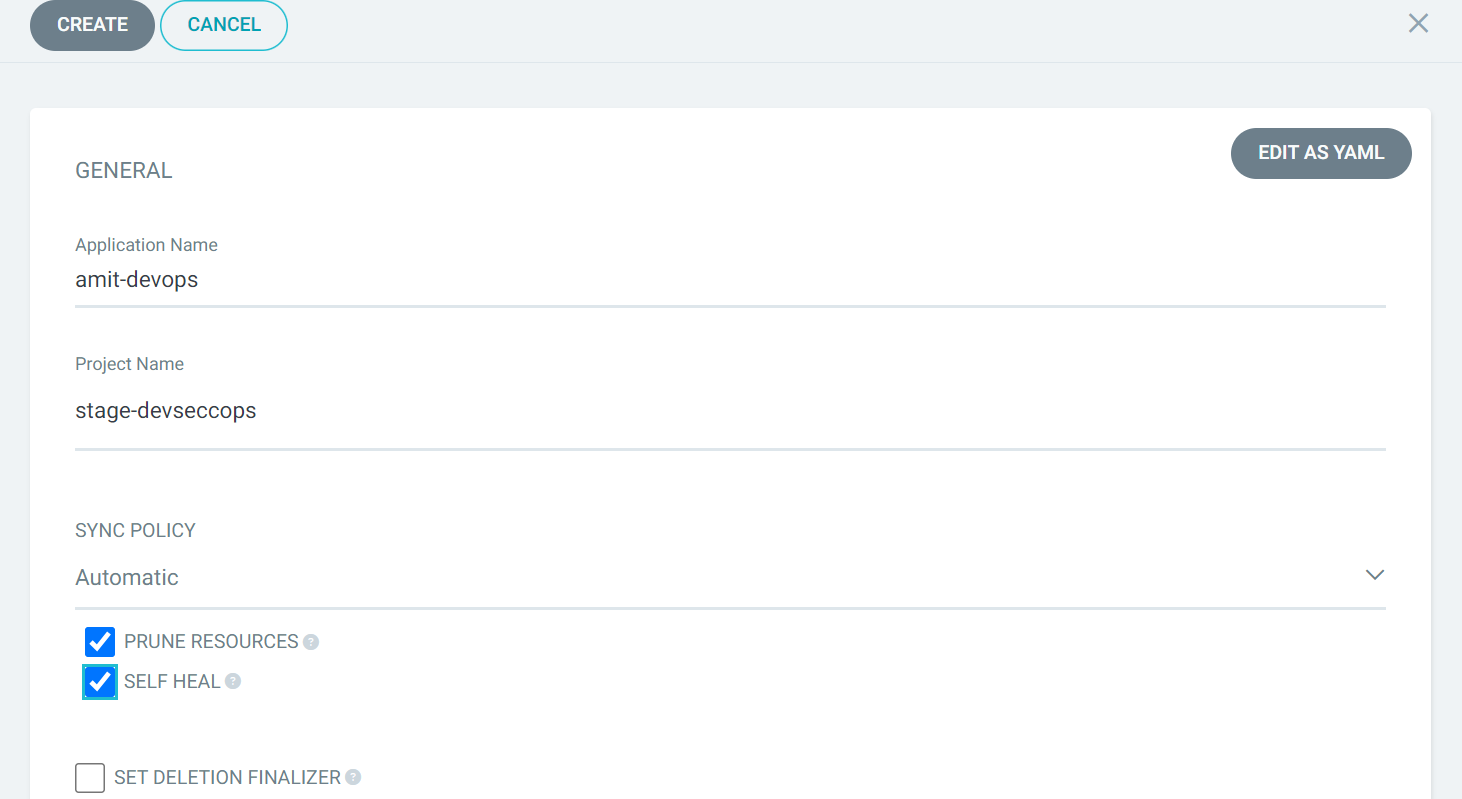 CREATE
CANCEL
GENERAL
EDIT AS YAML
Application Name
amit-devops
Project Name
stage-devseccops
SYNC POLICY
Automatic
PRUNE RESOURCES ?
SELF HEAL ?
SET DELETION FINALIZER ?